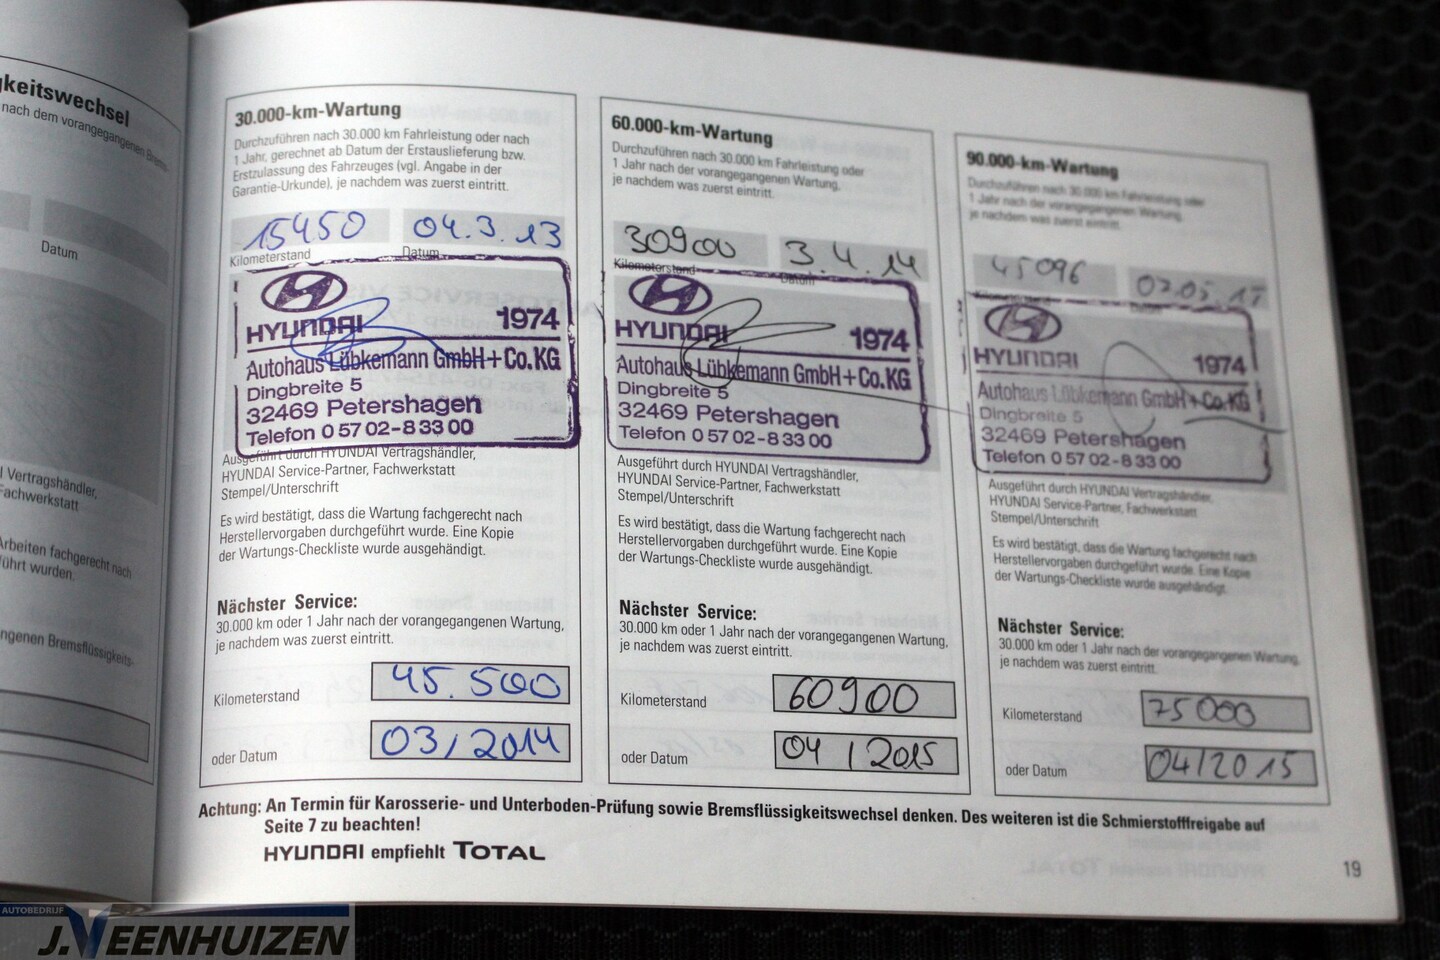 gkeitswechsel
nach dem vorangegangenen
Datum
Vertragshändler,
Fachwerkstatt
Arbeiten fachgerecht nach
führt wurden.
ngenen Bremsflüssigkeits-
30.000-km-Wartung
Durchzuführen nach 30.000 km Fahrleistung oder nach
1 Jahr, gerechnet ab Datum der Erstauslieferung bzw.
Erstzulassung des Fahrzeuges (vgl. Angabe in der
Garantie-Urkunde), je nachdem was zuerst eintritt.
15450 04.3.13
Kilometerstand Datum
HYUNDAI 1974
Autohaus Lübkemann GmbH+Co.KG
Dingbreite 5
32469 Petershagen
Telefon 0 57 02-8 33 00
Ausgeführt durch HYUNDAI Vertragshändler,
HYUNDAI Service-Partner, Fachwerkstatt
Stempel/Unterschrift
Es wird bestätigt, dass die Wartung fachgerecht nach
Herstellervorgaben durchgeführt wurde. Eine Kopie
der Wartungs-Checkliste wurde ausgehändigt.
Nächster Service:
30.000 km oder 1 Jahr nach der vorangegangenen Wartung,
je nachdem was zuerst eintritt.
Kilometerstand 45.500
oder Datum 03/2014
60.000-km-Wartung
Durchzuführen nach 30.000 km Fahrleistung oder
1 Jahr nach der vorangegangenen Wartung,
je nachdem was zuerst eintritt.
30900 3.4.14
Kilometerstand Datum
HYUNDAI 1974
Autohaus Lübkemann GmbH+Co.KG
Dingbreite 5
32469 Petershagen
Telefon 0 57 02-8 33 00
Ausgeführt durch HYUNDAI Vertragshändler,
HYUNDAI Service-Partner, Fachwerkstatt
Stempel/Unterschrift
Es wird bestätigt, dass die Wartung fachgerecht nach
Herstellervorgaben durchgeführt wurde. Eine Kopie
der Wartungs-Checkliste wurde ausgehändigt.
Nächster Service:
30.000 km oder 1 Jahr nach der vorangegangenen Wartung,
je nachdem was zuerst eintritt.
Kilometerstand 60900
oder Datum 04/2015
90.000-km-Wartung
Durchzuführen nach 30.000 km Fahrleistung oder
1 Jahr nach der vorangegangenen Wartung,
je nachdem was zuerst eintritt.
45096
HYUNDAI 1974
Autohaus Lübkemann GmbH+Co.KG
Dingbreite 5
32469 Petershagen
Telefon 0 57 02-8 33 00
Ausgeführt durch HYUNDAI Vertragshändler,
HYUNDAI Service-Partner, Fachwerkstatt
Stempel/Unterschrift
Es wird bestätigt, dass die Wartung fachgerecht nach
Herstellervorgaben durchgeführt wurde. Eine Kopie
der Wartungs-Checkliste wurde ausgehändigt.
Nächster Service:
30.000 km oder 1 Jahr nach der vorangegangenen Wartung,
je nachdem was zuerst eintritt.
Kilometerstand 75000
oder Datum 04/2015
Achtung: An Termin für Karosserie- und Unterboden-Prüfung sowie Bremsflüssigkeitswechsel denken. Des weiteren ist die Schmierstofffreigabe auf
Seite 7 zu beachten!
HYUNDAI empfiehlt TOTAL
19
AUTOBEDRIJF
J.VEENHUIZEN